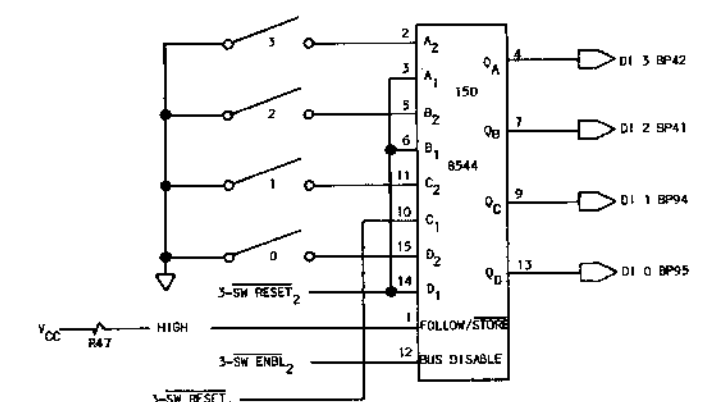 3
2
A2
QA
4
DI 3 BP42
3
A1
15D
2
5
B2
QB
7
DI 2 BP41
6
B1
8544
1
11
C2
QC
9
DI 1 BP94
10
C1
0
15
D2
QD
13
DI 0 BP95
3-SW RESET2
14
D1
VCC
R47
HIGH
1
FOLLOW/STORE
3-SW ENBL2
12
BUS DISABLE
3-SW RESET